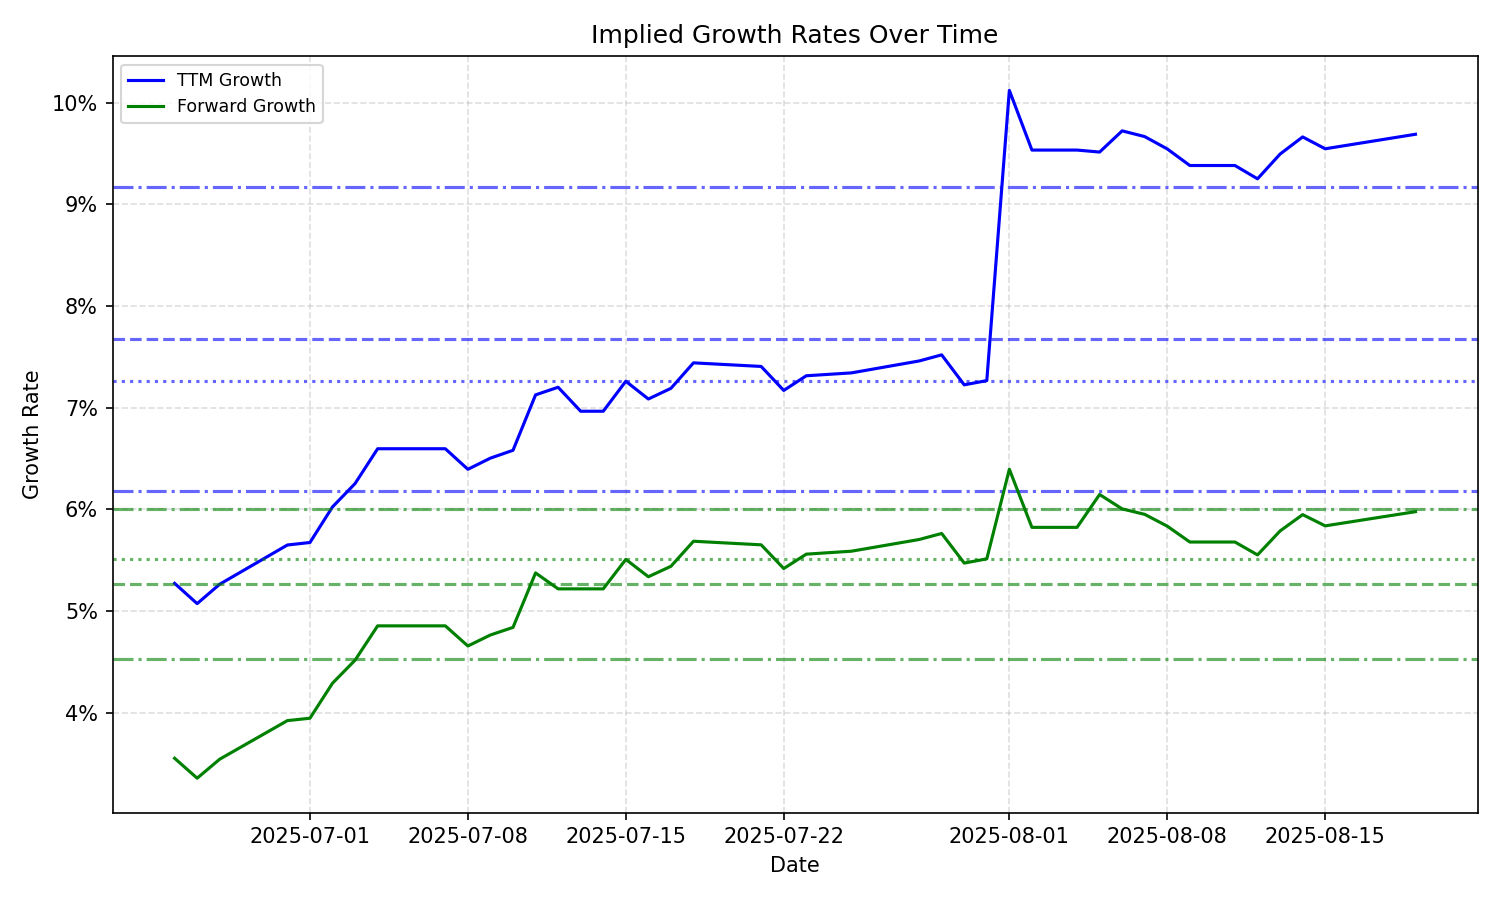 Implied Growth Rates Over Time
TTM Growth
Forward Growth
10%
9%
8%
7%
6%
5%
4%
Growth Rate
2025-07-01
2025-07-08
2025-07-15
2025-07-22
2025-08-01
2025-08-08
2025-08-15
Date